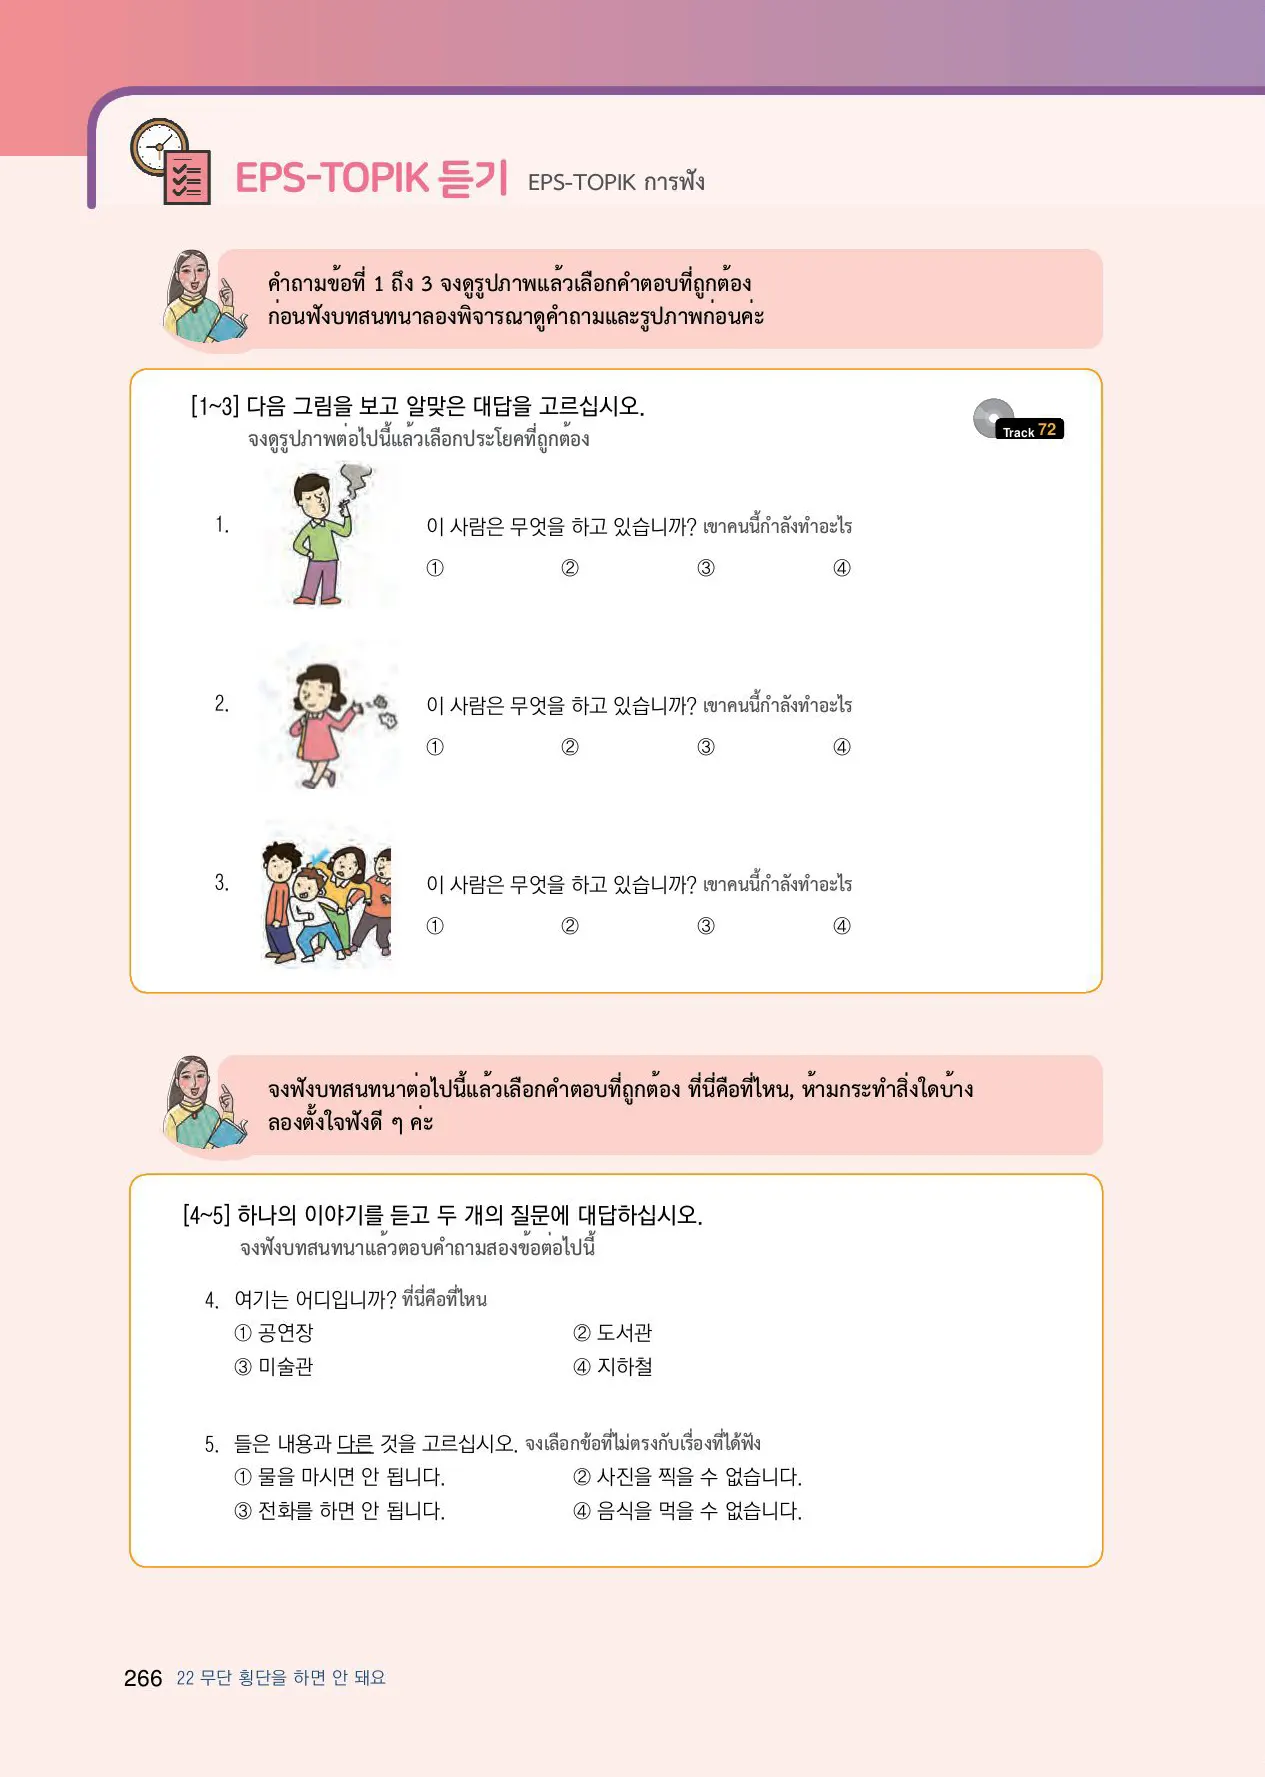 EPS-TOPIK 듣기 EPS-TOPIK การฟัง
คำถามข้อที่ 1 ถึง 3 จงดูรูปภาพแล้วเลือกคำตอบที่ถูกต้อง
ก่อนฟังบทสนทนาลองพิจารณาดูคำถามและรูปภาพก่อนค่ะ
[1~3] 다음 그림을 보고 알맞은 대답을 고르십시오.
จงดูรูปภาพต่อไปนี้แล้วเลือกประโยคที่ถูกต้อง
Track 72
1. 이 사람은 무엇을 하고 있습니까? เขาคนนี้กำลังทำอะไร
① ② ③ ④
2. 이 사람은 무엇을 하고 있습니까? เขาคนนี้กำลังทำอะไร
① ② ③ ④
3. 이 사람은 무엇을 하고 있습니까? เขาคนนี้กำลังทำอะไร
① ② ③ ④
จงฟังบทสนทนาต่อไปนี้แล้วเลือกคำตอบที่ถูกต้อง ที่นี่คือที่ไหน, ห้ามกระทำสิ่งใดบ้าง
ลองตั้งใจฟังดี ๆ ค่ะ
[4~5] 하나의 이야기를 듣고 두 개의 질문에 대답하십시오.
จงฟังบทสนทนาแล้วตอบคำถามสองข้อต่อไปนี้
4. 여기는 어디입니까? ที่นี่คือที่ไหน
① 공연장 ② 도서관
③ 미술관 ④ 지하철
5. 들은 내용과 다른 것을 고르십시오. จงเลือกข้อที่ไม่ตรงกับเรื่องที่ได้ฟัง
① 물을 마시면 안 됩니다. ② 사진을 찍을 수 없습니다.
③ 전화를 하면 안 됩니다. ④ 음식을 먹을 수 없습니다.
266 22 무단 횡단을 하면 안 돼요